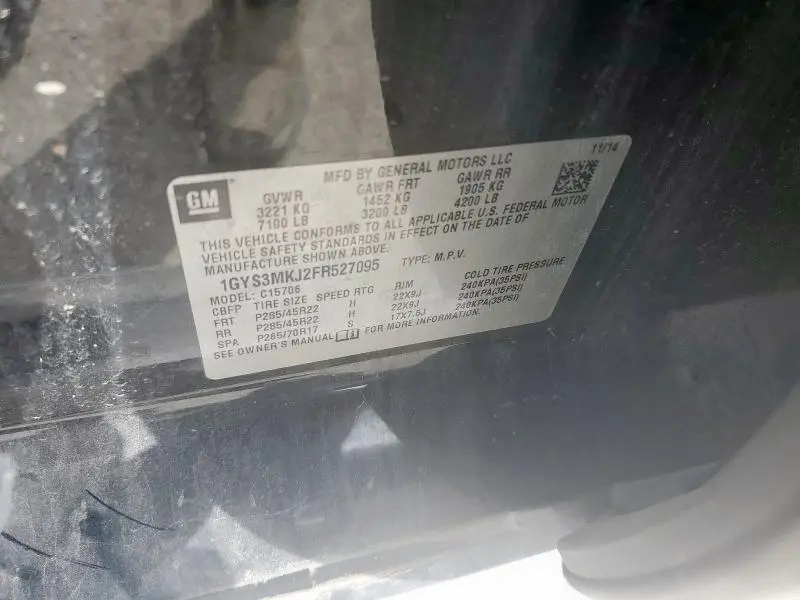 GM
MFD BY GENERAL MOTORS LLC 11/14
GVWR GAWR FRT GAWR RR
3221 KG 1452 KG 1905 KG
7100 LB 3200 LB 4200 LB
THIS VEHICLE CONFORMS TO ALL APPLICABLE U.S. FEDERAL MOTOR
VEHICLE SAFETY STANDARDS IN EFFECT ON THE DATE OF
MANUFACTURE SHOWN ABOVE.
1GYS3MKJ2FR527095 TYPE: M.P.V.
MODEL: C15706
CBFP TIRE SIZE SPEED RTG RIM COLD TIRE PRESSURE
FRT P285/45R22 H 22X9J 240KPA(35PSI)
RR P285/45R22 H 22X9J 240KPA(35PSI)
SPA P265/70R17 S 17X7.5J 240KPA(35PSI)
SEE OWNER'S MANUAL FOR MORE INFORMATION.